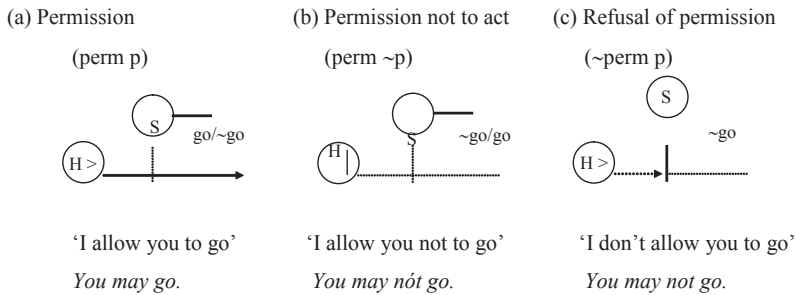 (a) Permission (b) Permission not to act (c) Refusal of permission
(perm p) (perm ~p) (~perm p)
S S S
go/~go ~go/go ~go
H > H H >
‘I allow you to go’ ‘I allow you not to go’ ‘I don’t allow you to go’
You may go. You may nót go. You may not go.